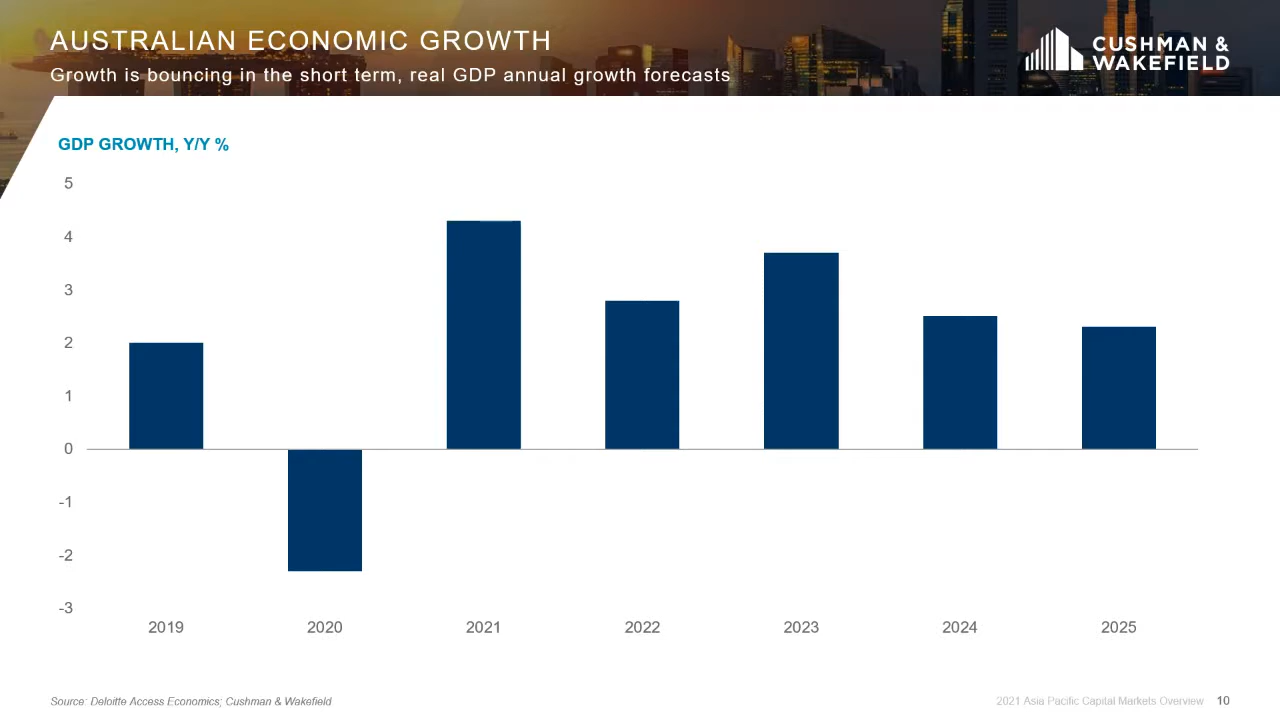 AUSTRALIAN ECONOMIC GROWTH
Growth is bouncing in the short term, real GDP annual growth forecasts
CUSHMAN &
WAKEFIELD
GDP GROWTH, Y/Y %
5
4
3
2
1
0
-1
-2
-3
2019 2020 2021 2022 2023 2024 2025
Source: Deloitte Access Economics; Cushman & Wakefield
2021 Asia Pacific Capital Markets Overview 10